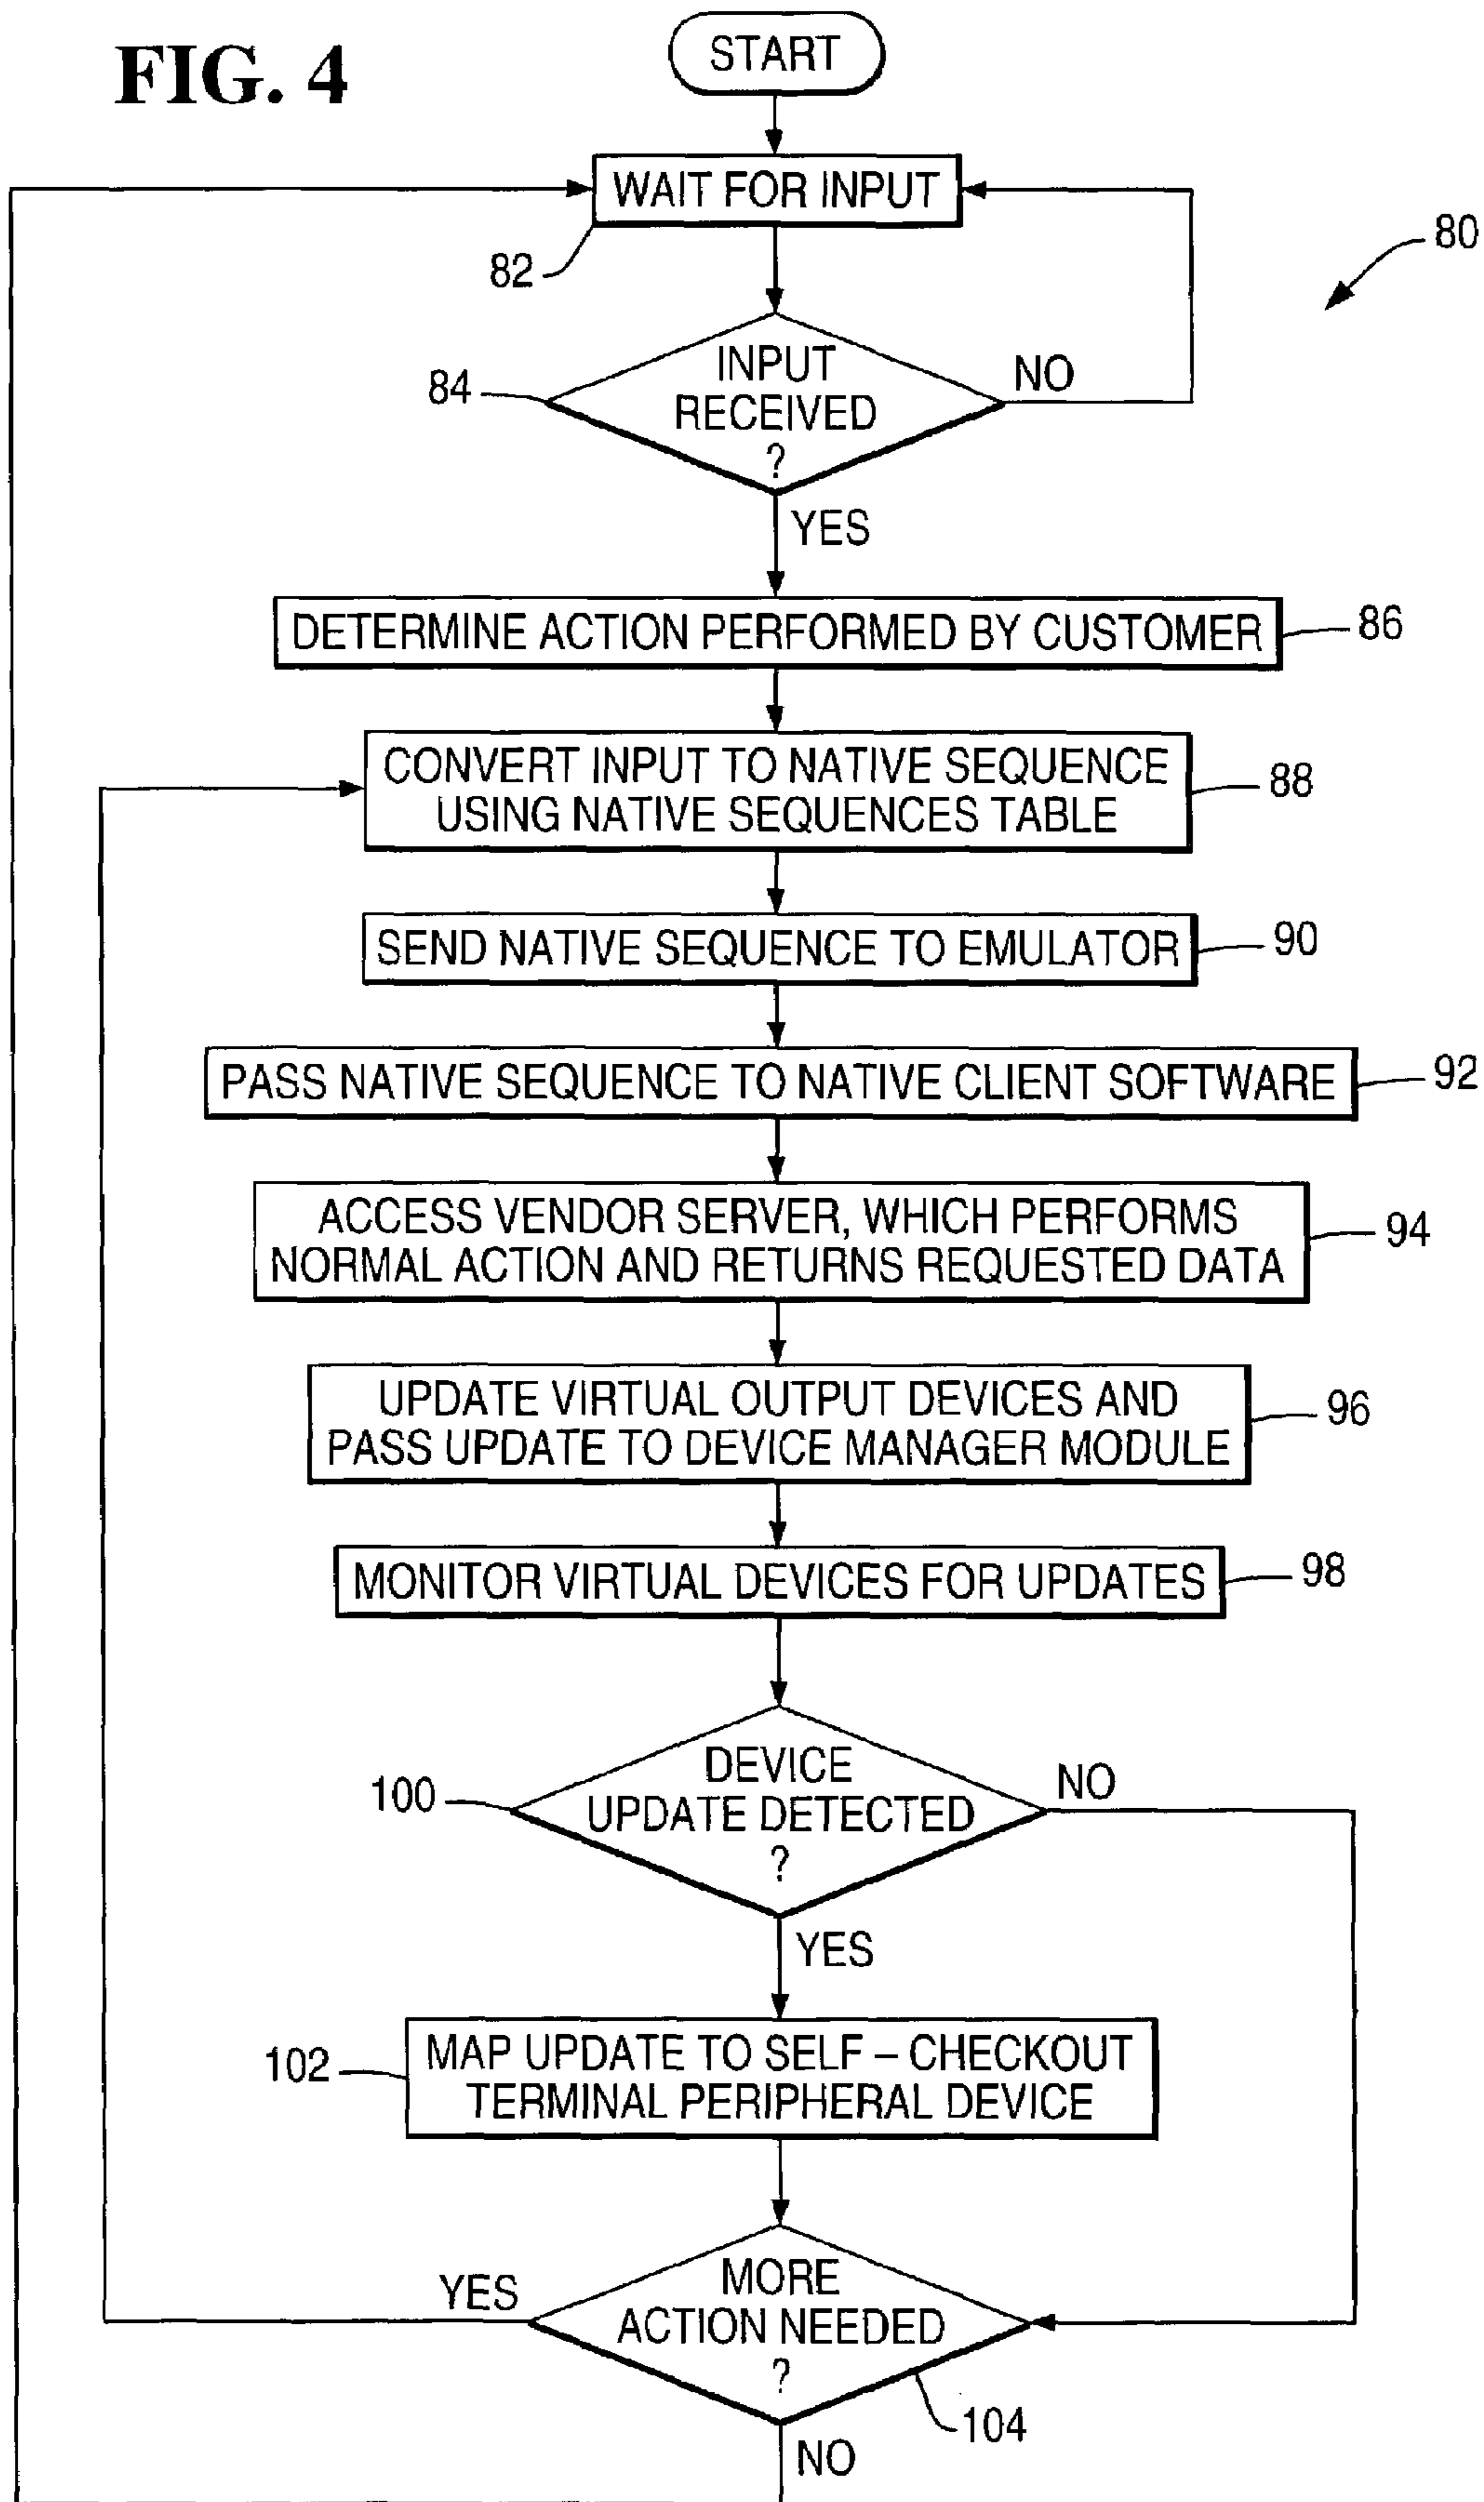 FIG. 4
START
WAIT FOR INPUT
80
82
INPUT
RECEIVED
?
84
NO
YES
DETERMINE ACTION PERFORMED BY CUSTOMER
86
CONVERT INPUT TO NATIVE SEQUENCE
USING NATIVE SEQUENCES TABLE
88
SEND NATIVE SEQUENCE TO EMULATOR
90
PASS NATIVE SEQUENCE TO NATIVE CLIENT SOFTWARE
92
ACCESS VENDOR SERVER, WHICH PERFORMS
NORMAL ACTION AND RETURNS REQUESTED DATA
94
UPDATE VIRTUAL OUTPUT DEVICES AND
PASS UPDATE TO DEVICE MANAGER MODULE
96
MONITOR VIRTUAL DEVICES FOR UPDATES
98
DEVICE
UPDATE DETECTED
?
100
NO
YES
MAP UPDATE TO SELF – CHECKOUT
TERMINAL PERIPHERAL DEVICE
102
MORE
ACTION NEEDED
?
YES
104
NO